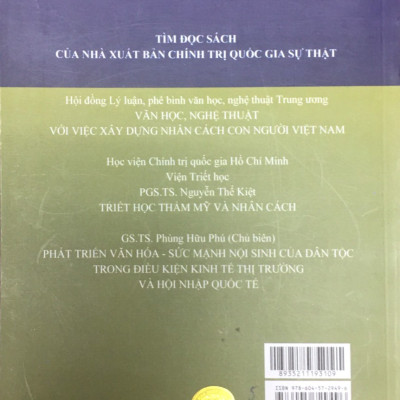 TÌM ĐỌC SÁCH
CỦA NHÀ XUẤT BẢN CHÍNH TRỊ QUỐC GIA SỰ THẬT
Hội đồng Lý luận, phê bình văn học, nghệ thuật Trung ương
VĂN HỌC, NGHỆ THUẬT
VỚI VIỆC XÂY DỰNG NHÂN CÁCH CON NGƯỜI VIỆT NAM
Học viện Chính trị quốc gia Hồ Chí Minh
Viện Triết học
PGS.TS. Nguyễn Thế Kiệt
TRIẾT HỌC THẨM MỸ VÀ NHÂN CÁCH
GS.TS. Phùng Hữu Phú (Chủ biên)
PHÁT TRIỂN VĂN HÓA - SỨC MẠNH NỘI SINH CỦA DÂN TỘC
TRONG ĐIỀU KIỆN KINH TẾ THỊ TRƯỜNG
VÀ HỘI NHẬP QUỐC TẾ
8935211193109